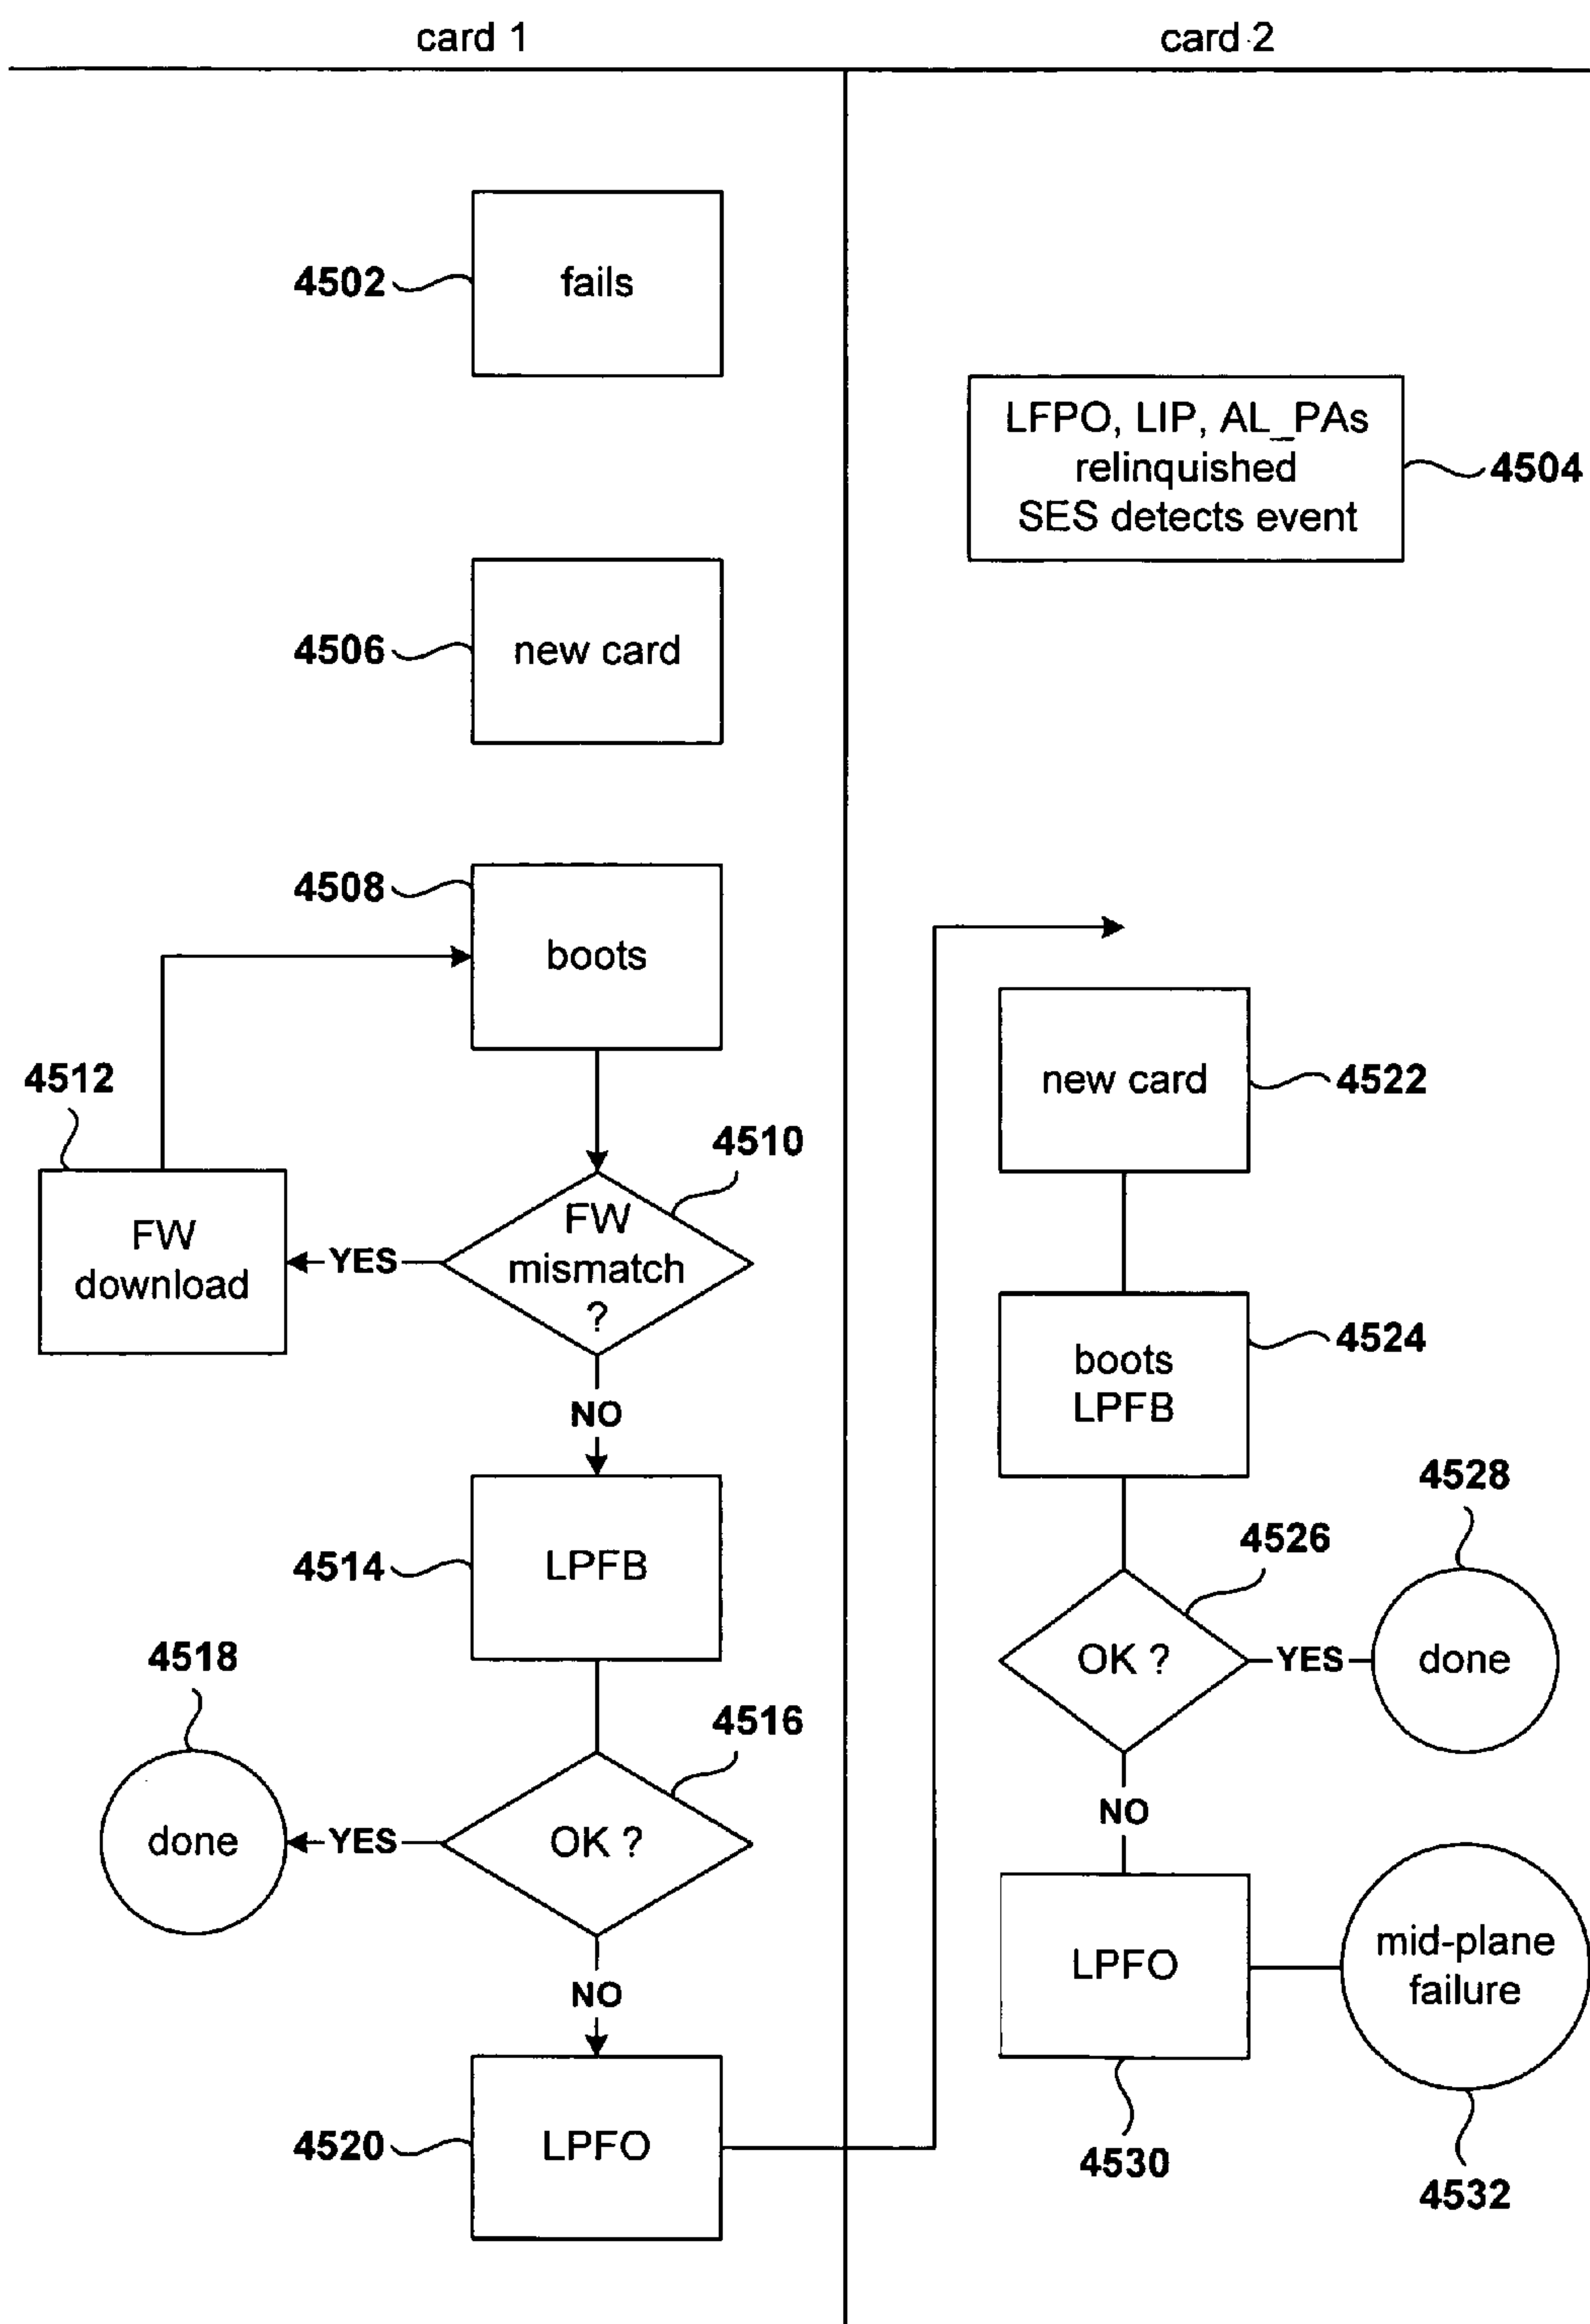 card 1
card 2
4502
fails
LFPO, LIP, AL_PAs
relinquished
SES detects event
4504
4506
new card
4508
boots
4512
FW
download
YES
4510
FW
mismatch
?
NO
4514
LPFB
4518
done
YES
4516
OK ?
NO
4520
LPFO
new card
4522
boots
LPFB
4524
4526
OK ?
YES
4528
done
NO
LPFO
4530
mid-plane
failure
4532